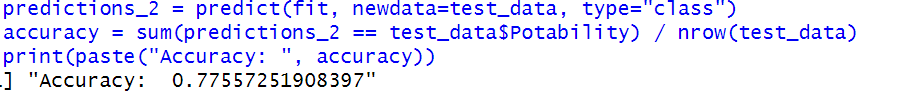 predictions_2 = predict(fit, newdata=test_data, type="class")
accuracy = sum(predictions_2 == test_data$Potability) / nrow(test_data)
print(paste("Accuracy: ", accuracy))
] "Accuracy:  0.77557251908397"